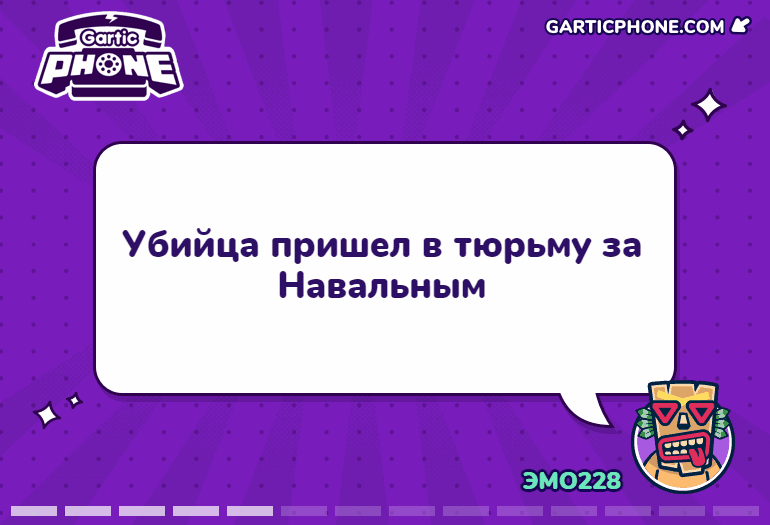 GARTICPHONE.COM
Gartic
PHONE
Убийца пришел в тюрьму за
Навальным
ЭМО228